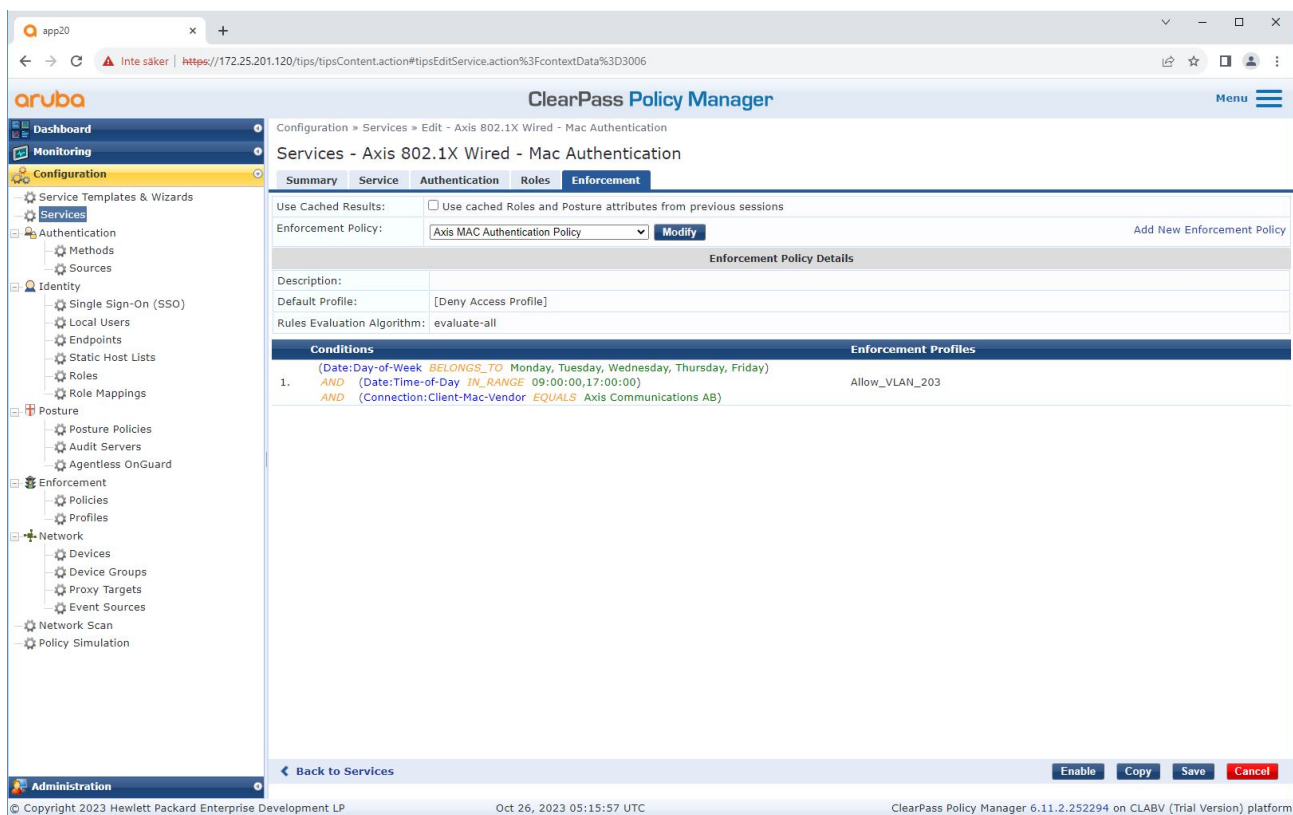 app20
Inte säker | https://172.25.201.120/tips/tipsContent.action#tipsEditService.action%3FcontextData%3D3006
aruba
ClearPass Policy Manager
Menu
Dashboard
Monitoring
Configuration
Service Templates & Wizards
Services
Authentication
Methods
Sources
Identity
Single Sign-On (SSO)
Local Users
Endpoints
Static Host Lists
Roles
Role Mappings
Posture
Posture Policies
Audit Servers
Agentless OnGuard
Enforcement
Policies
Profiles
Network
Devices
Device Groups
Proxy Targets
Event Sources
Network Scan
Policy Simulation
Administration
Configuration » Services » Edit - Axis 802.1X Wired - Mac Authentication
Services - Axis 802.1X Wired - Mac Authentication
Summary Service Authentication Roles Enforcement
Use Cached Results: Use cached Roles and Posture attributes from previous sessions
Enforcement Policy: Axis MAC Authentication Policy Modify Add New Enforcement Policy
Enforcement Policy Details
Description:
Default Profile: [Deny Access Profile]
Rules Evaluation Algorithm: evaluate-all
Conditions Enforcement Profiles
(Date:Day-of-Week BELONGS_TO Monday, Tuesday, Wednesday, Thursday, Friday)
1. AND (Date:Time-of-Day IN_RANGE 09:00:00,17:00:00) Allow_VLAN_203
AND (Connection:Client-Mac-Vendor EQUALS Axis Communications AB)
Back to Services Enable Copy Save Cancel
© Copyright 2023 Hewlett Packard Enterprise Development LP Oct 26, 2023 05:15:57 UTC ClearPass Policy Manager 6.11.2.252294 on CLABV (Trial Version) platform